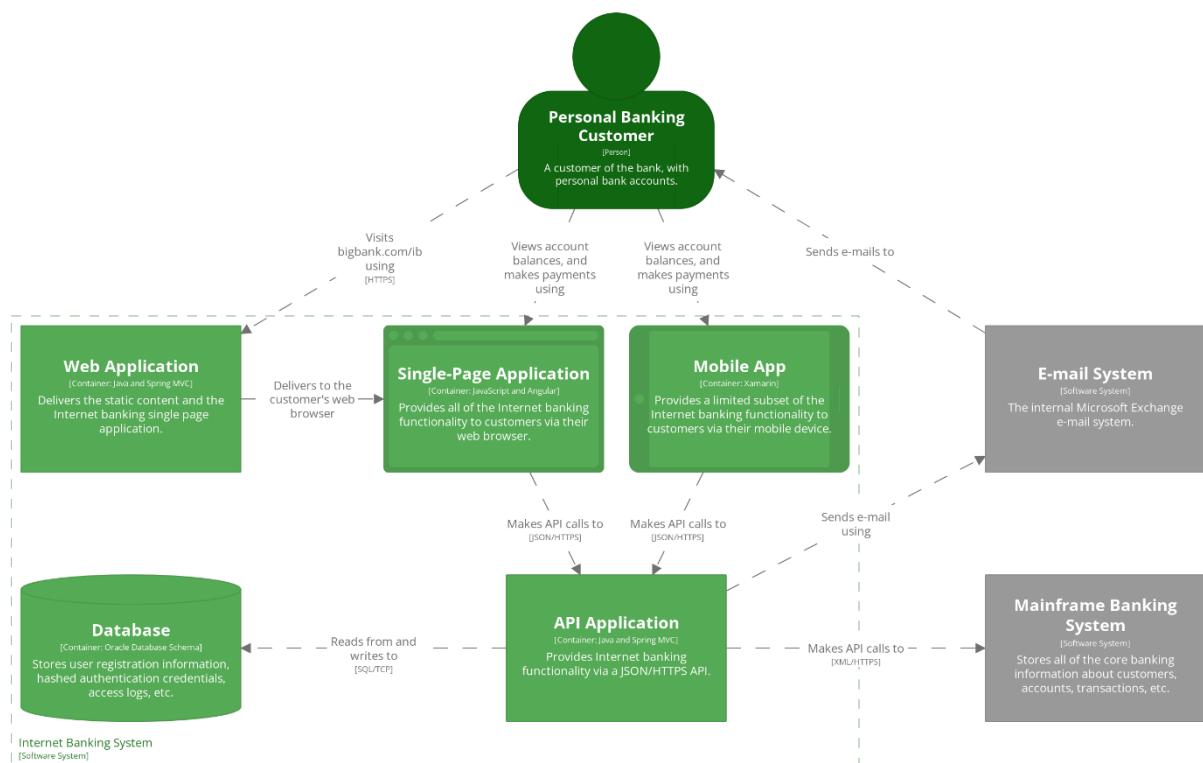 Personal Banking
Customer
[Person]
A customer of the bank, with
personal bank accounts.
Visits
bigbank.com/ib
using
[HTTPS]
Views account
balances, and
makes payments
using
Views account
balances, and
makes payments
using
Sends e-mails to
Web Application
[Container: Java and Spring MVC]
Delivers the static content and the
Internet banking single page
application.
Delivers to the
customer's web
browser
Single-Page Application
[Container: JavaScript and Angular]
Provides all of the Internet banking
functionality to customers via their
web browser.
Mobile App
[Container: Xamarin]
Provides a limited subset of the
Internet banking functionality to
customers via their mobile device.
E-mail System
[Software System]
The internal Microsoft Exchange
e-mail system.
Makes API calls to
[JSON/HTTPS]
Makes API calls to
[JSON/HTTPS]
Sends e-mail
using
Database
[Container: Oracle Database Schema]
Stores user registration information,
hashed authentication credentials,
access logs, etc.
Reads from and
writes to
[SQL/TCP]
API Application
[Container: Java and Spring MVC]
Provides Internet banking
functionality via a JSON/HTTPS API.
Makes API calls to
[XML/HTTPS]
Mainframe Banking
System
[Software System]
Stores all of the core banking
information about customers,
accounts, transactions, etc.
Internet Banking System
[Software System]